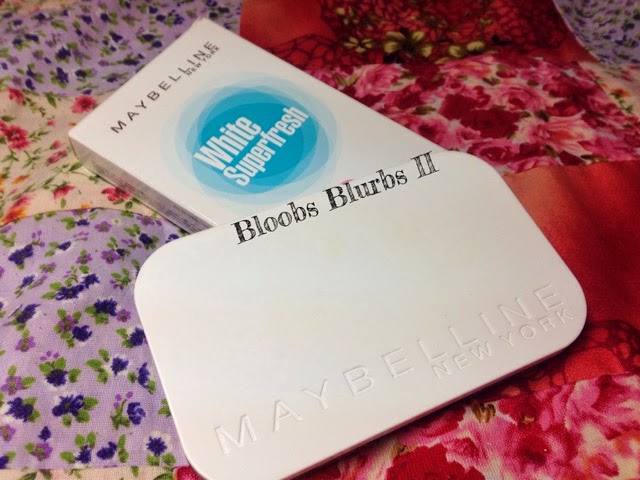 MAYBELLINE
NEW YORK
White
Superfresh
Bloobs Blurbs II
MAYBELLINE
NEW YORK